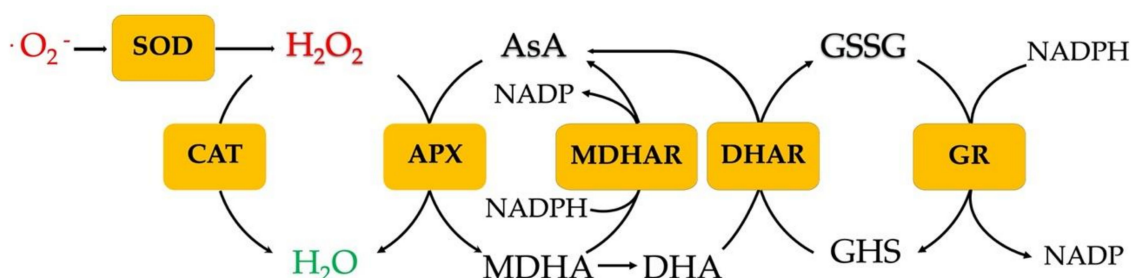 ·O₂⁻
SOD
H₂O₂
AsA
GSSG
NADPH
NADP
CAT
APX
MDHAR
DHAR
GR
NADPH
H₂O
MDHA
DHA
GHS
NADP